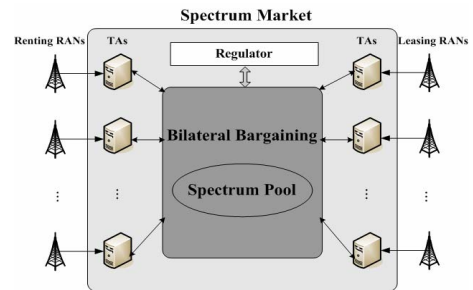 Spectrum Market
Renting RANs
TAs
TAs
Leasing RANs
Regulator
Bilateral Bargaining
Spectrum Pool